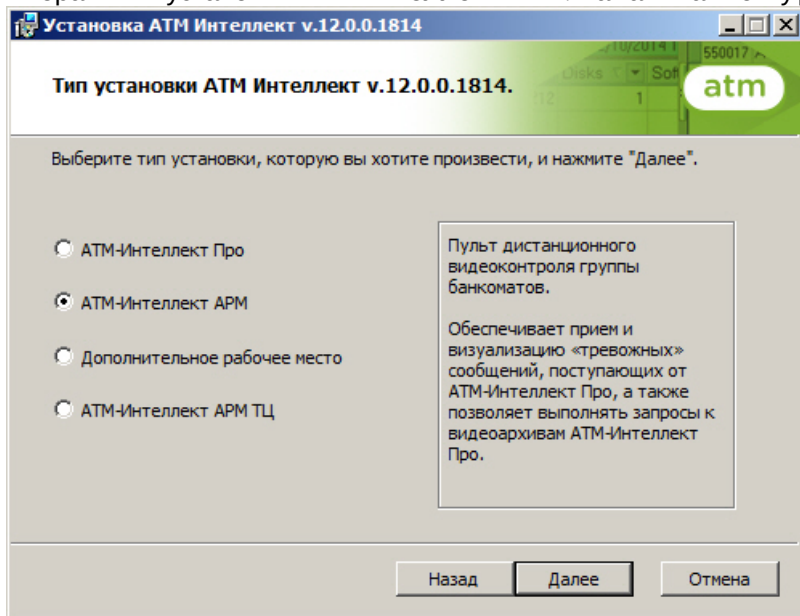 Установка АТМ Интеллект v.12.0.0.1814
Тип установки АТМ Интеллект v.12.0.0.1814.
550017
Disks
1
atm
Выберите тип установки, которую вы хотите произвести, и нажмите "Далее".
АТМ-Интеллект Про
АТМ-Интеллект АРМ
Дополнительное рабочее место
АТМ-Интеллект АРМ ТЦ
Пульт дистанционного
видеоконтроля группы
банкоматов.
Обеспечивает прием и
визуализацию «тревожных»
сообщений, поступающих от
АТМ-Интеллект Про, а также
позволяет выполнять запросы к
видеоархивам АТМ-Интеллект
Про.
Назад
Далее
Отмена